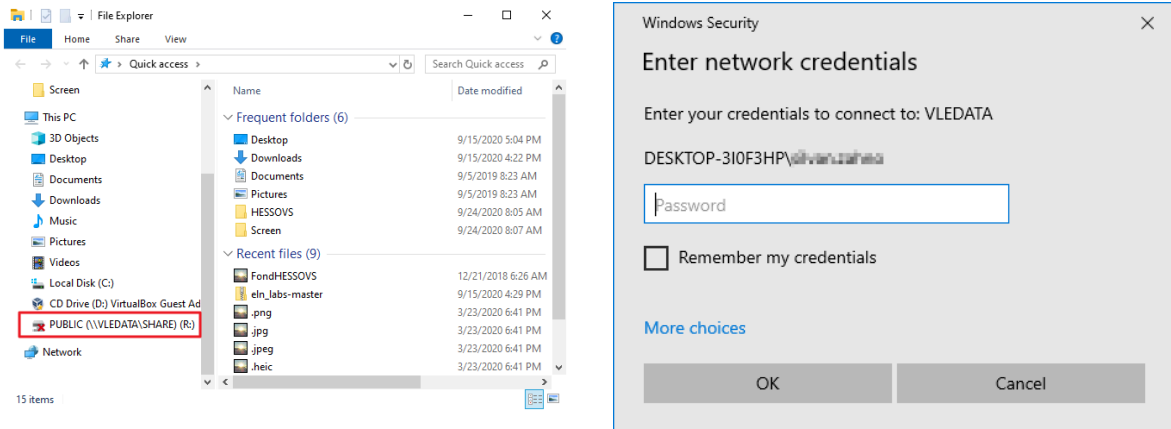 File Explorer
File Home Share View
Quick access Search Quick access
Screen
This PC
3D Objects
Desktop
Documents
Downloads
Music
Pictures
Videos
Local Disk (C:)
CD Drive (D:) VirtualBox Guest Ad
PUBLIC (\\VLEDATA\SHARE) (R:)
Network
Name Date modified
Frequent folders (6)
Desktop 9/15/2020 5:04 PM
Downloads 9/15/2020 4:22 PM
Documents 9/5/2019 8:23 AM
Pictures 9/5/2019 8:23 AM
HESSOVS 9/24/2020 8:05 AM
Screen 9/24/2020 8:07 AM
Recent files (9)
FondHESSOVS 12/21/2018 6:26 AM
eln_labs-master 9/15/2020 4:29 PM
.png 3/23/2020 6:41 PM
.jpg 3/23/2020 6:41 PM
.jpeg 3/23/2020 6:41 PM
.heic 3/23/2020 6:41 PM
15 items
Windows Security
Enter network credentials
Enter your credentials to connect to: VLEDATA
DESKTOP-3I0F3HP\
Password
Remember my credentials
More choices
OK Cancel